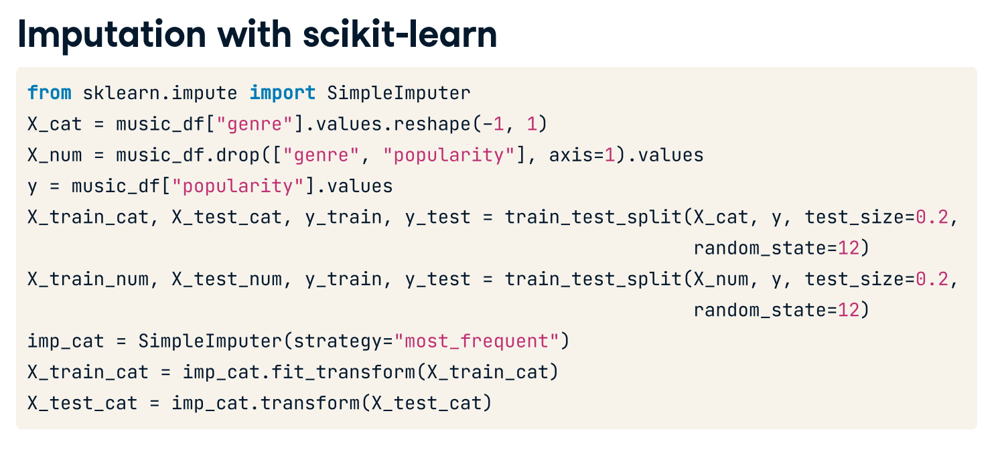 Imputation with scikit-learn
from sklearn.impute import SimpleImputer
X_cat = music_df["genre"].values.reshape(-1, 1)
X_num = music_df.drop(["genre", "popularity"], axis=1).values
y = music_df["popularity"].values
X_train_cat, X_test_cat, y_train, y_test = train_test_split(X_cat, y, test_size=0.2,
random_state=12)
X_train_num, X_test_num, y_train, y_test = train_test_split(X_num, y, test_size=0.2,
random_state=12)
imp_cat = SimpleImputer(strategy="most_frequent")
X_train_cat = imp_cat.fit_transform(X_train_cat)
X_test_cat = imp_cat.transform(X_test_cat)